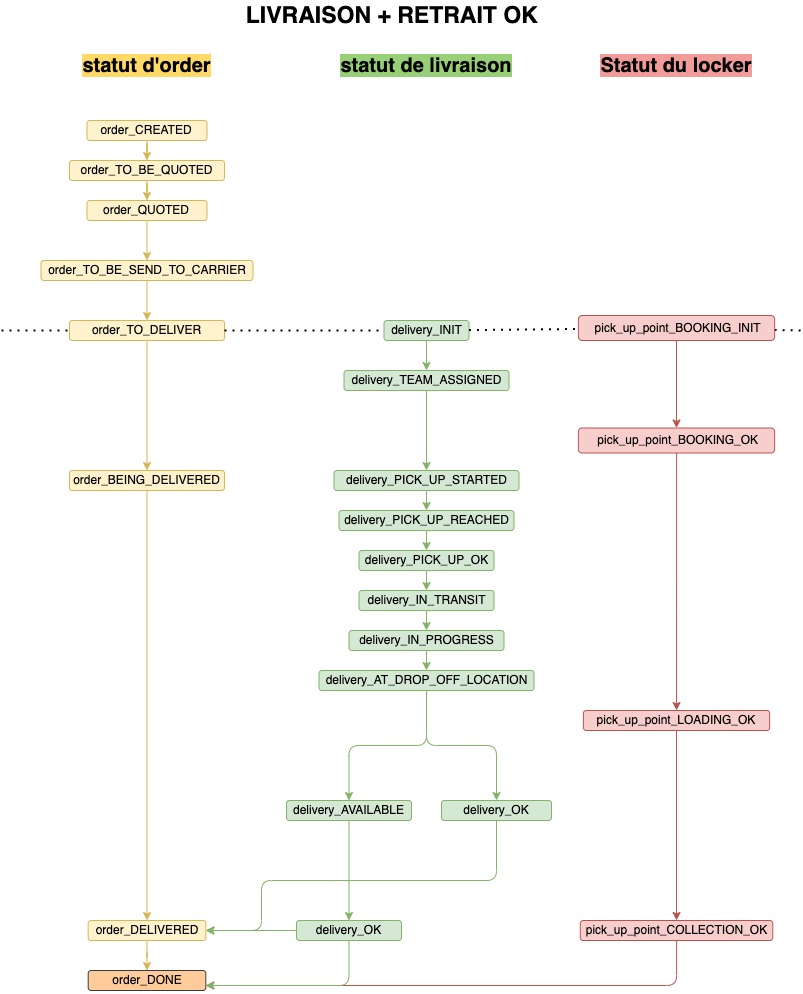 LIVRAISON + RETRAIT OK
statut d'order
statut de livraison
Statut du locker
order_CREATED
order_TO_BE_QUOTED
order_QUOTED
order_TO_BE_SEND_TO_CARRIER
order_TO_DELIVER
delivery_INIT
pick_up_point_BOOKING_INIT
delivery_TEAM_ASSIGNED
pick_up_point_BOOKING_OK
order_BEING_DELIVERED
delivery_PICK_UP_STARTED
delivery_PICK_UP_REACHED
delivery_PICK_UP_OK
delivery_IN_TRANSIT
delivery_IN_PROGRESS
delivery_AT_DROP_OFF_LOCATION
pick_up_point_LOADING_OK
delivery_AVAILABLE
delivery_OK
order_DELIVERED
delivery_OK
pick_up_point_COLLECTION_OK
order_DONE